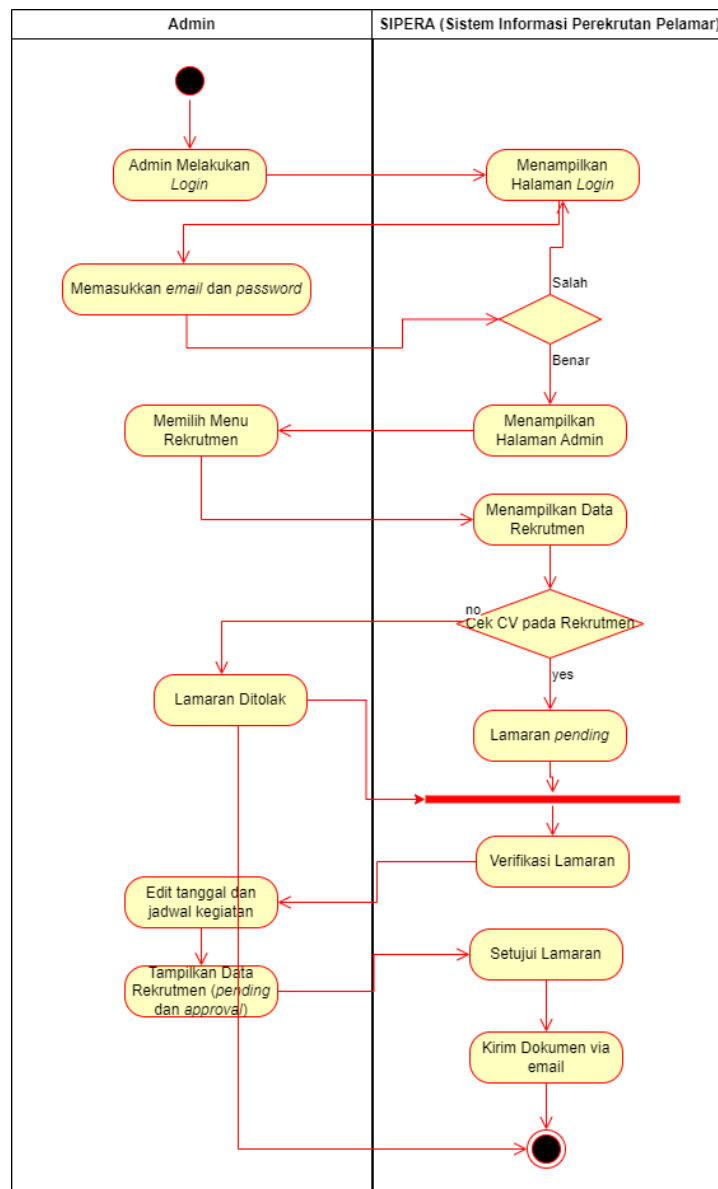 Admin
SIPERA (Sistem Informasi Perekrutan Pelamar)
Admin Melakukan
Login
Menampilkan
Halaman Login
Memasukkan email dan password
Salah
Benar
Memilih Menu
Rekrutmen
Menampilkan
Halaman Admin
Menampilkan Data
Rekrutmen
no
Cek CV pada Rekrutmen
yes
Lamaran Ditolak
Lamaran pending
Verifikasi Lamaran
Edit tanggal dan
jadwal kegiatan
Tampilkan Data
Rekrutmen (pending
dan approval)
Setujui Lamaran
Kirim Dokumen via
email